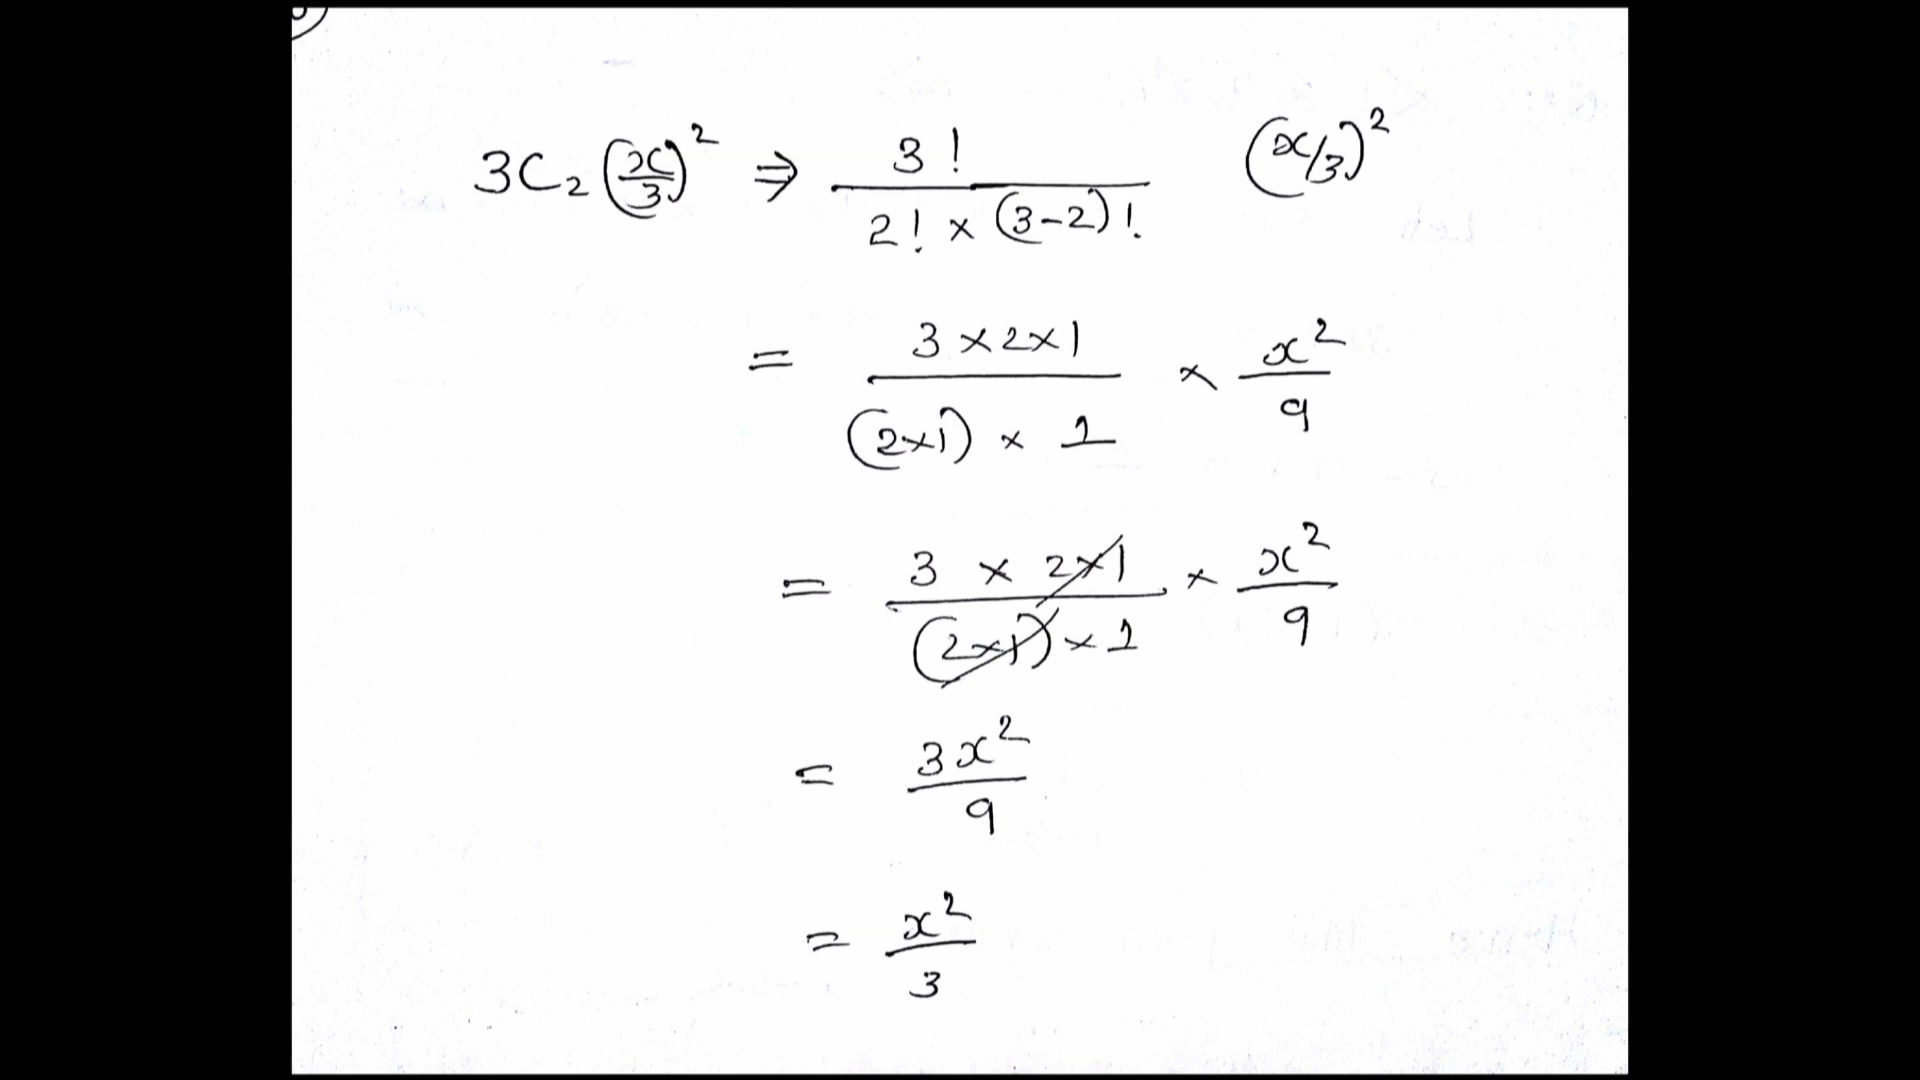 3C₂(x/3)² ⇒ 3!/(2! × (3-2)!) (x/3)²
= (3×2×1)/((2×1) × 1) × x²/9
= (3 × 2×1)/((2×1) × 1) × x²/9
= 3x²/9
= x²/3